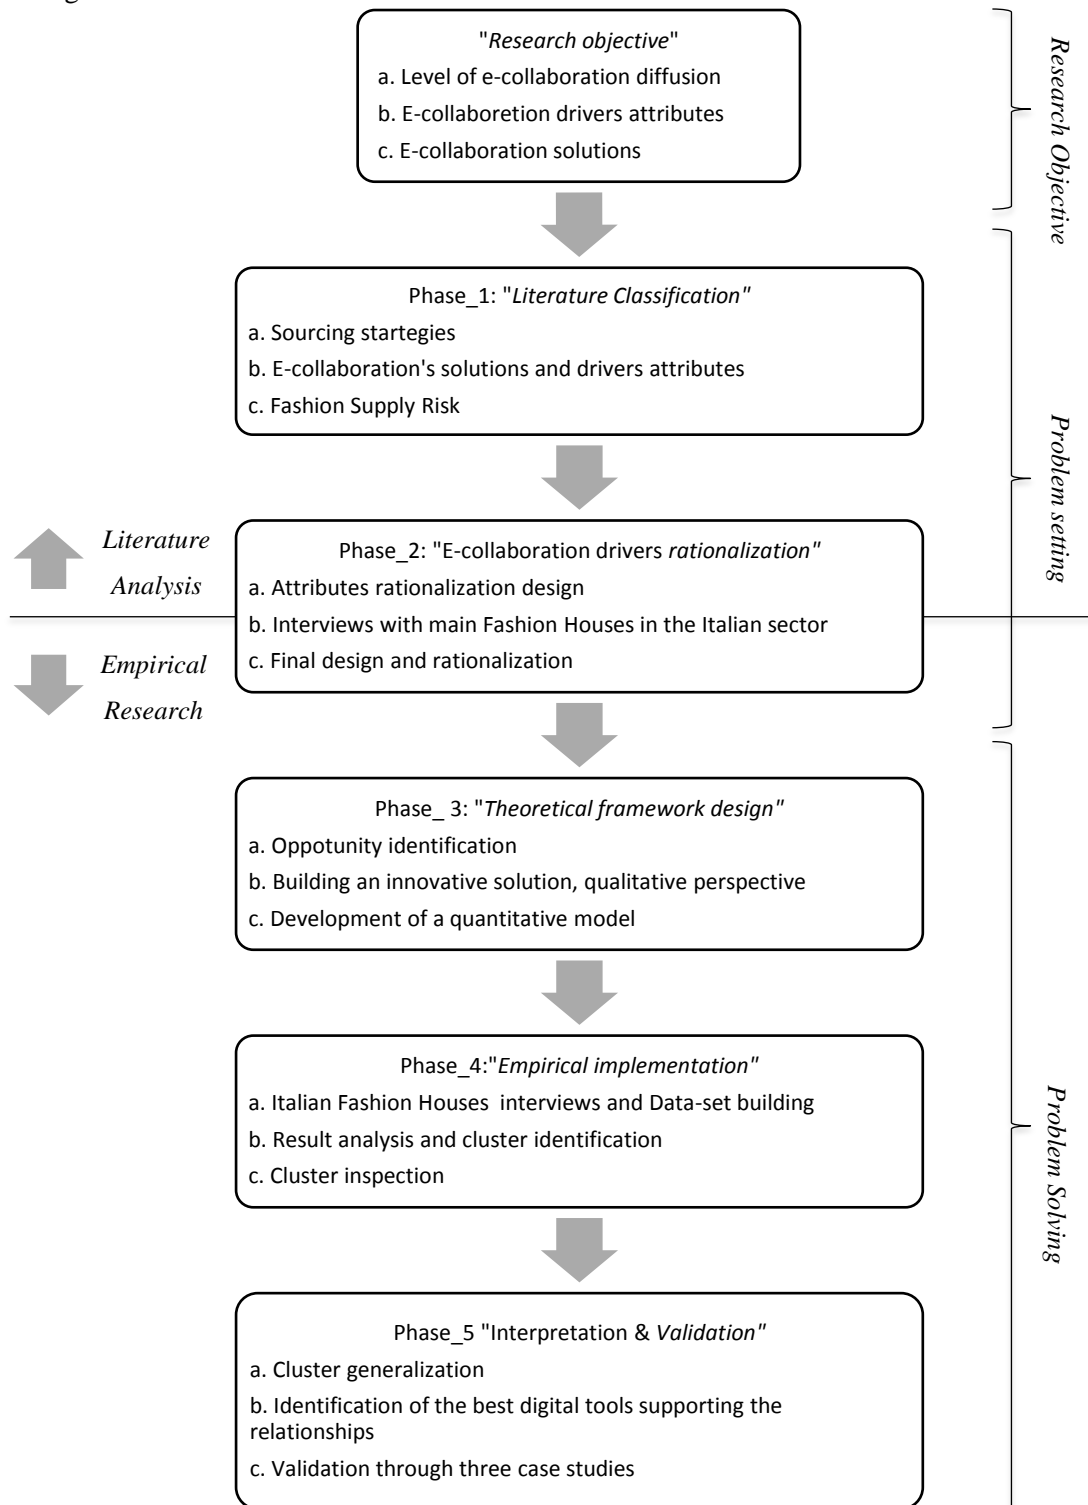 "Research objective"
a. Level of e-collaboration diffusion
b. E-collaboretion drivers attributes
c. E-collaboration solutions
Research Objective
Phase_1: "Literature Classification"
a. Sourcing startegies
b. E-collaboration's solutions and drivers attributes
c. Fashion Supply Risk
Problem setting
Literature
Analysis
Phase_2: "E-collaboration drivers rationalization"
a. Attributes rationalization design
b. Interviews with main Fashion Houses in the Italian sector
c. Final design and rationalization
Empirical
Research
Phase_ 3: "Theoretical framework design"
a. Oppotunity identification
b. Building an innovative solution, qualitative perspective
c. Development of a quantitative model
Phase_4:"Empirical implementation"
a. Italian Fashion Houses interviews and Data-set building
b. Result analysis and cluster identification
c. Cluster inspection
Problem Solving
Phase_5 "Interpretation & Validation"
a. Cluster generalization
b. Identification of the best digital tools supporting the
relationships
c. Validation through three case studies